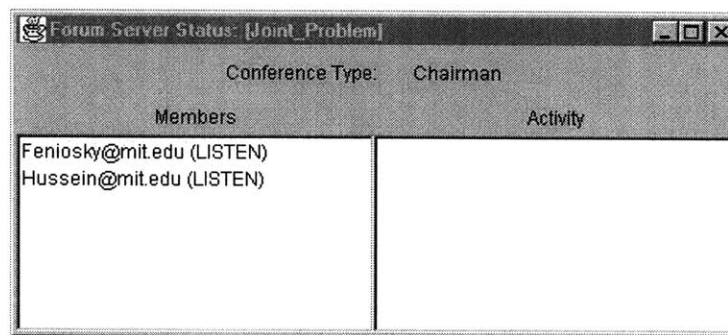 Forum Server Status: [Joint_Problem]
Conference Type: Chairman
Members Activity
Feniosky@mit.edu (LISTEN)
Hussein@mit.edu (LISTEN)